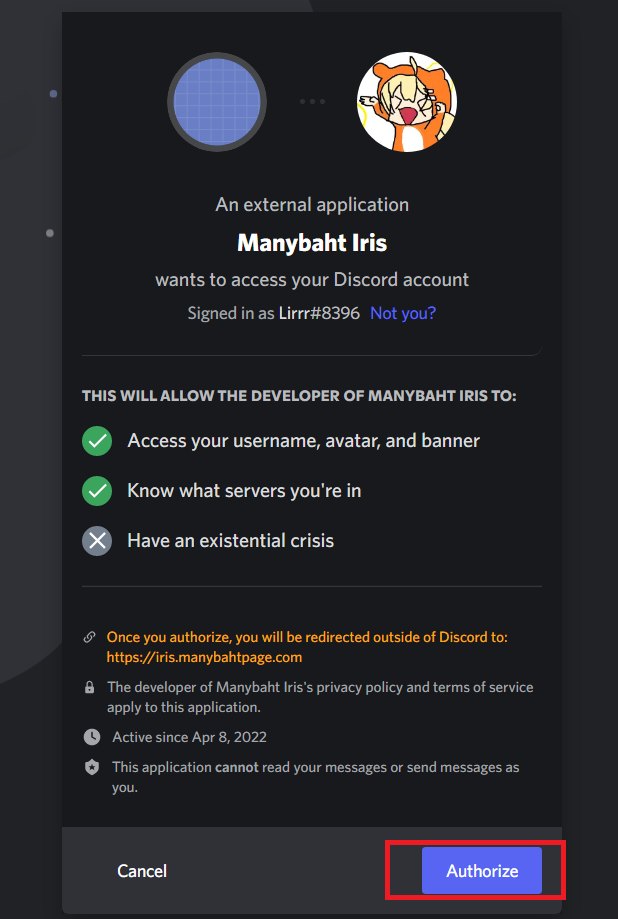 An external application
Manybaht Iris
wants to access your Discord account
Signed in as Lirrr#8396 Not you?
THIS WILL ALLOW THE DEVELOPER OF MANYBAHT IRIS TO:
Access your username, avatar, and banner
Know what servers you're in
Have an existential crisis
Once you authorize, you will be redirected outside of Discord to:
https://iris.manybahtpage.com
The developer of Manybaht Iris's privacy policy and terms of service
apply to this application.
Active since Apr 8, 2022
This application cannot read your messages or send messages as
you.
Cancel
Authorize